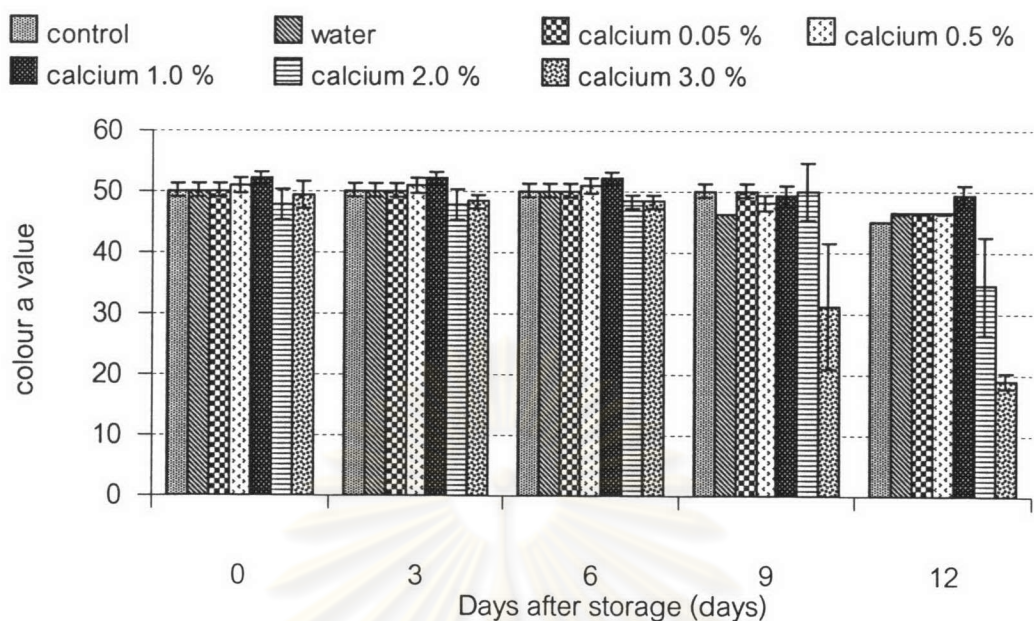 control water calcium 0.05 % calcium 0.5 %
calcium 1.0 % calcium 2.0 % calcium 3.0 %
60
50
40
30
20
10
0
colour a value
0 3 6 9 12
Days after storage (days)